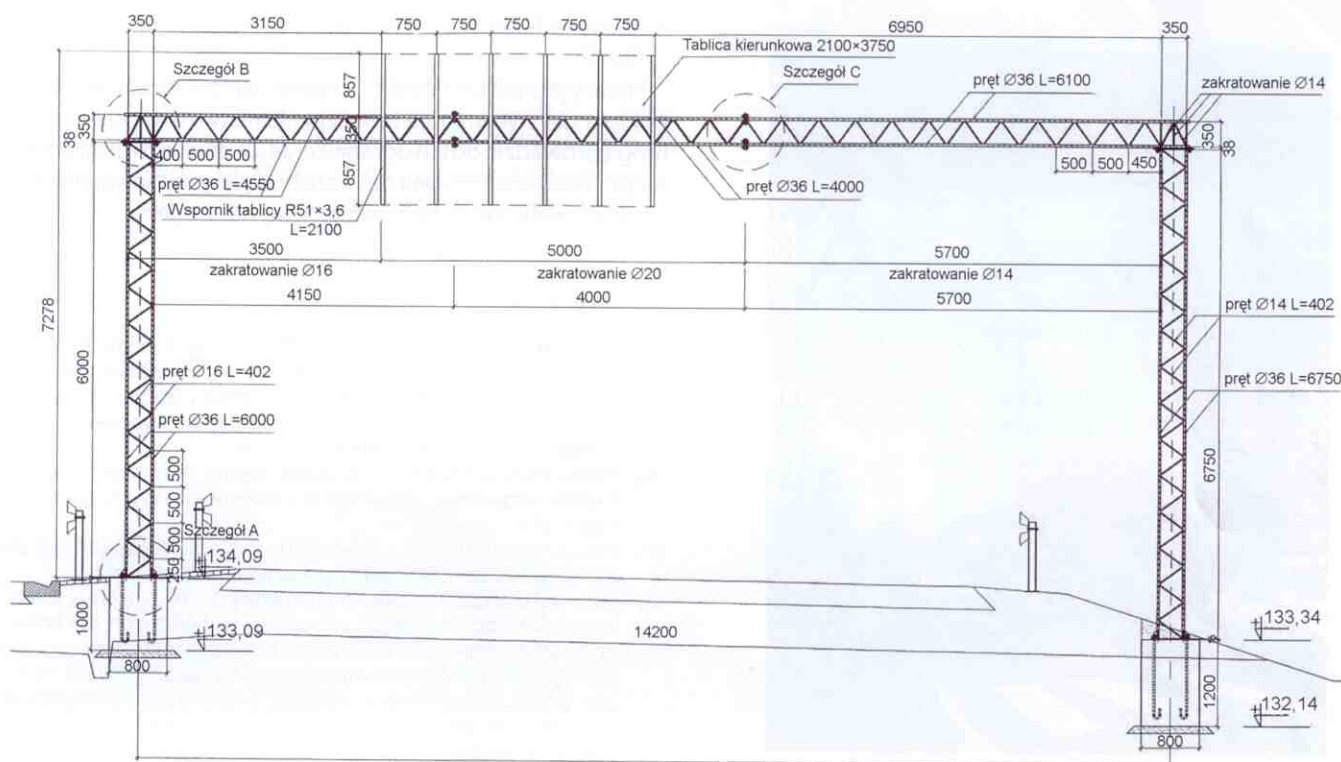 350 3150 750 750 750 750 750 6950 350
Tablica kierunkowa 2100×3750
Szczegół B
Szczegół C
pręt Ø36 L=6100
zakratowanie Ø14
857
350
38
350
857
400 500 500
500 500 450
350
38
pręt Ø36 L=4550
pręt Ø36 L=4000
Wspornik tablicy R51×3,6
L=2100
3500 5000 5700
zakratowanie Ø16 zakratowanie Ø20 zakratowanie Ø14
4150 4000 5700
7278
6000
pręt Ø14 L=402
pręt Ø16 L=402
pręt Ø36 L=6750
pręt Ø36 L=6000
500
500
500
250
6750
Szczegół A
134,09
1000
133,09
14200
133,34
800
1200
132,14
800